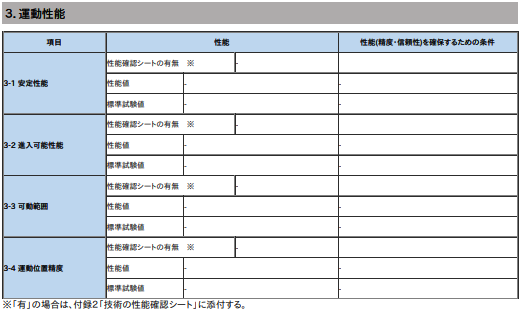 3. 運動性能
項目 性能 性能(精度・信頼性)を確保するための条件
3-1 安定性能
性能確認シートの有無 ※ -
性能値 - -
標準試験値 - -
3-2 進入可能性能
性能確認シートの有無 ※ -
性能値 - -
標準試験値 - -
3-3 可動範囲
性能確認シートの有無 ※ -
性能値 - -
標準試験値 - -
3-4 運動位置精度
性能確認シートの有無 ※ -
性能値 - -
標準試験値 - -
※「有」の場合は、付録2「技術の性能確認シート」に添付する。